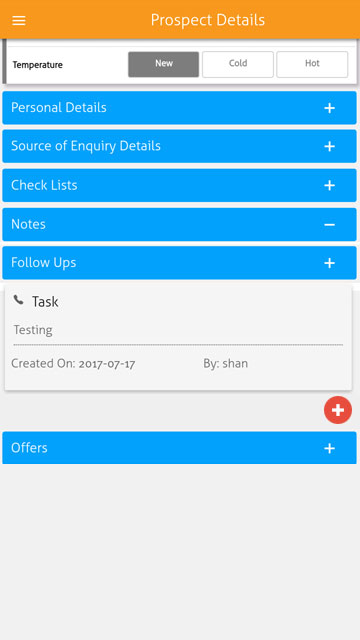 Prospect Details
Temperature New Cold Hot
Personal Details
Source of Enquiry Details
Check Lists
Notes
Follow Ups
Task
Testing
Created On: 2017-07-17 By: shan
Offers